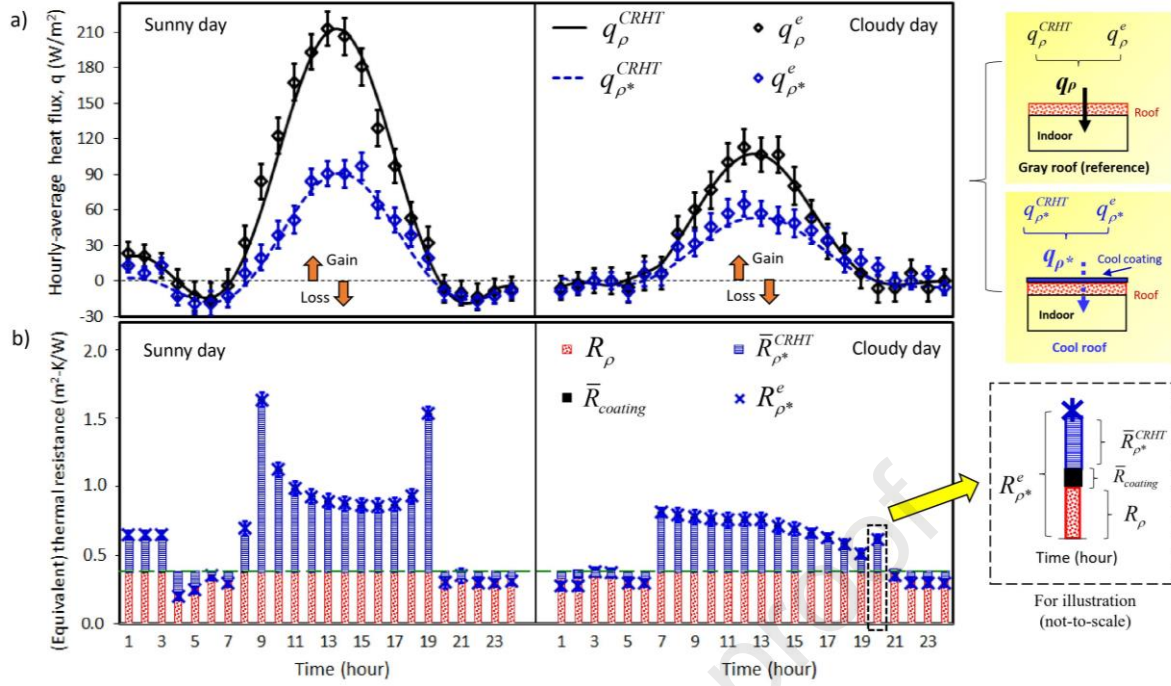 a)
Hourly-average heat flux, q (W/m²)
210
180
150
120
90
60
30
0
-30
Sunny day
Cloudy day
q_ρ^CRHT
q_ρ^e
q_ρ*^CRHT
q_ρ*^e
Gain
Loss
Gain
Loss
q_ρ^CRHT q_ρ^e
q_ρ
Roof
Indoor
Gray roof (reference)
q_ρ*^CRHT q_ρ*^e
q_ρ*
Cool coating
Roof
Indoor
Cool roof
b)
(Equivalent) thermal resistance (m²-K/W)
2.0
1.5
1.0
0.5
0.0
Sunny day
Cloudy day
R_ρ
R̄_ρ*^CRHT
R̄_coating
R_ρ*^e
1 3 5 7 9 11 13 15 17 19 21 23
1 3 5 7 9 11 13 15 17 19 21 23
Time (hour)
Time (hour)
R_ρ*^e
R̄_ρ*^CRHT
R̄_coating
R_ρ
Time (hour)
For illustration
(not-to-scale)
proof